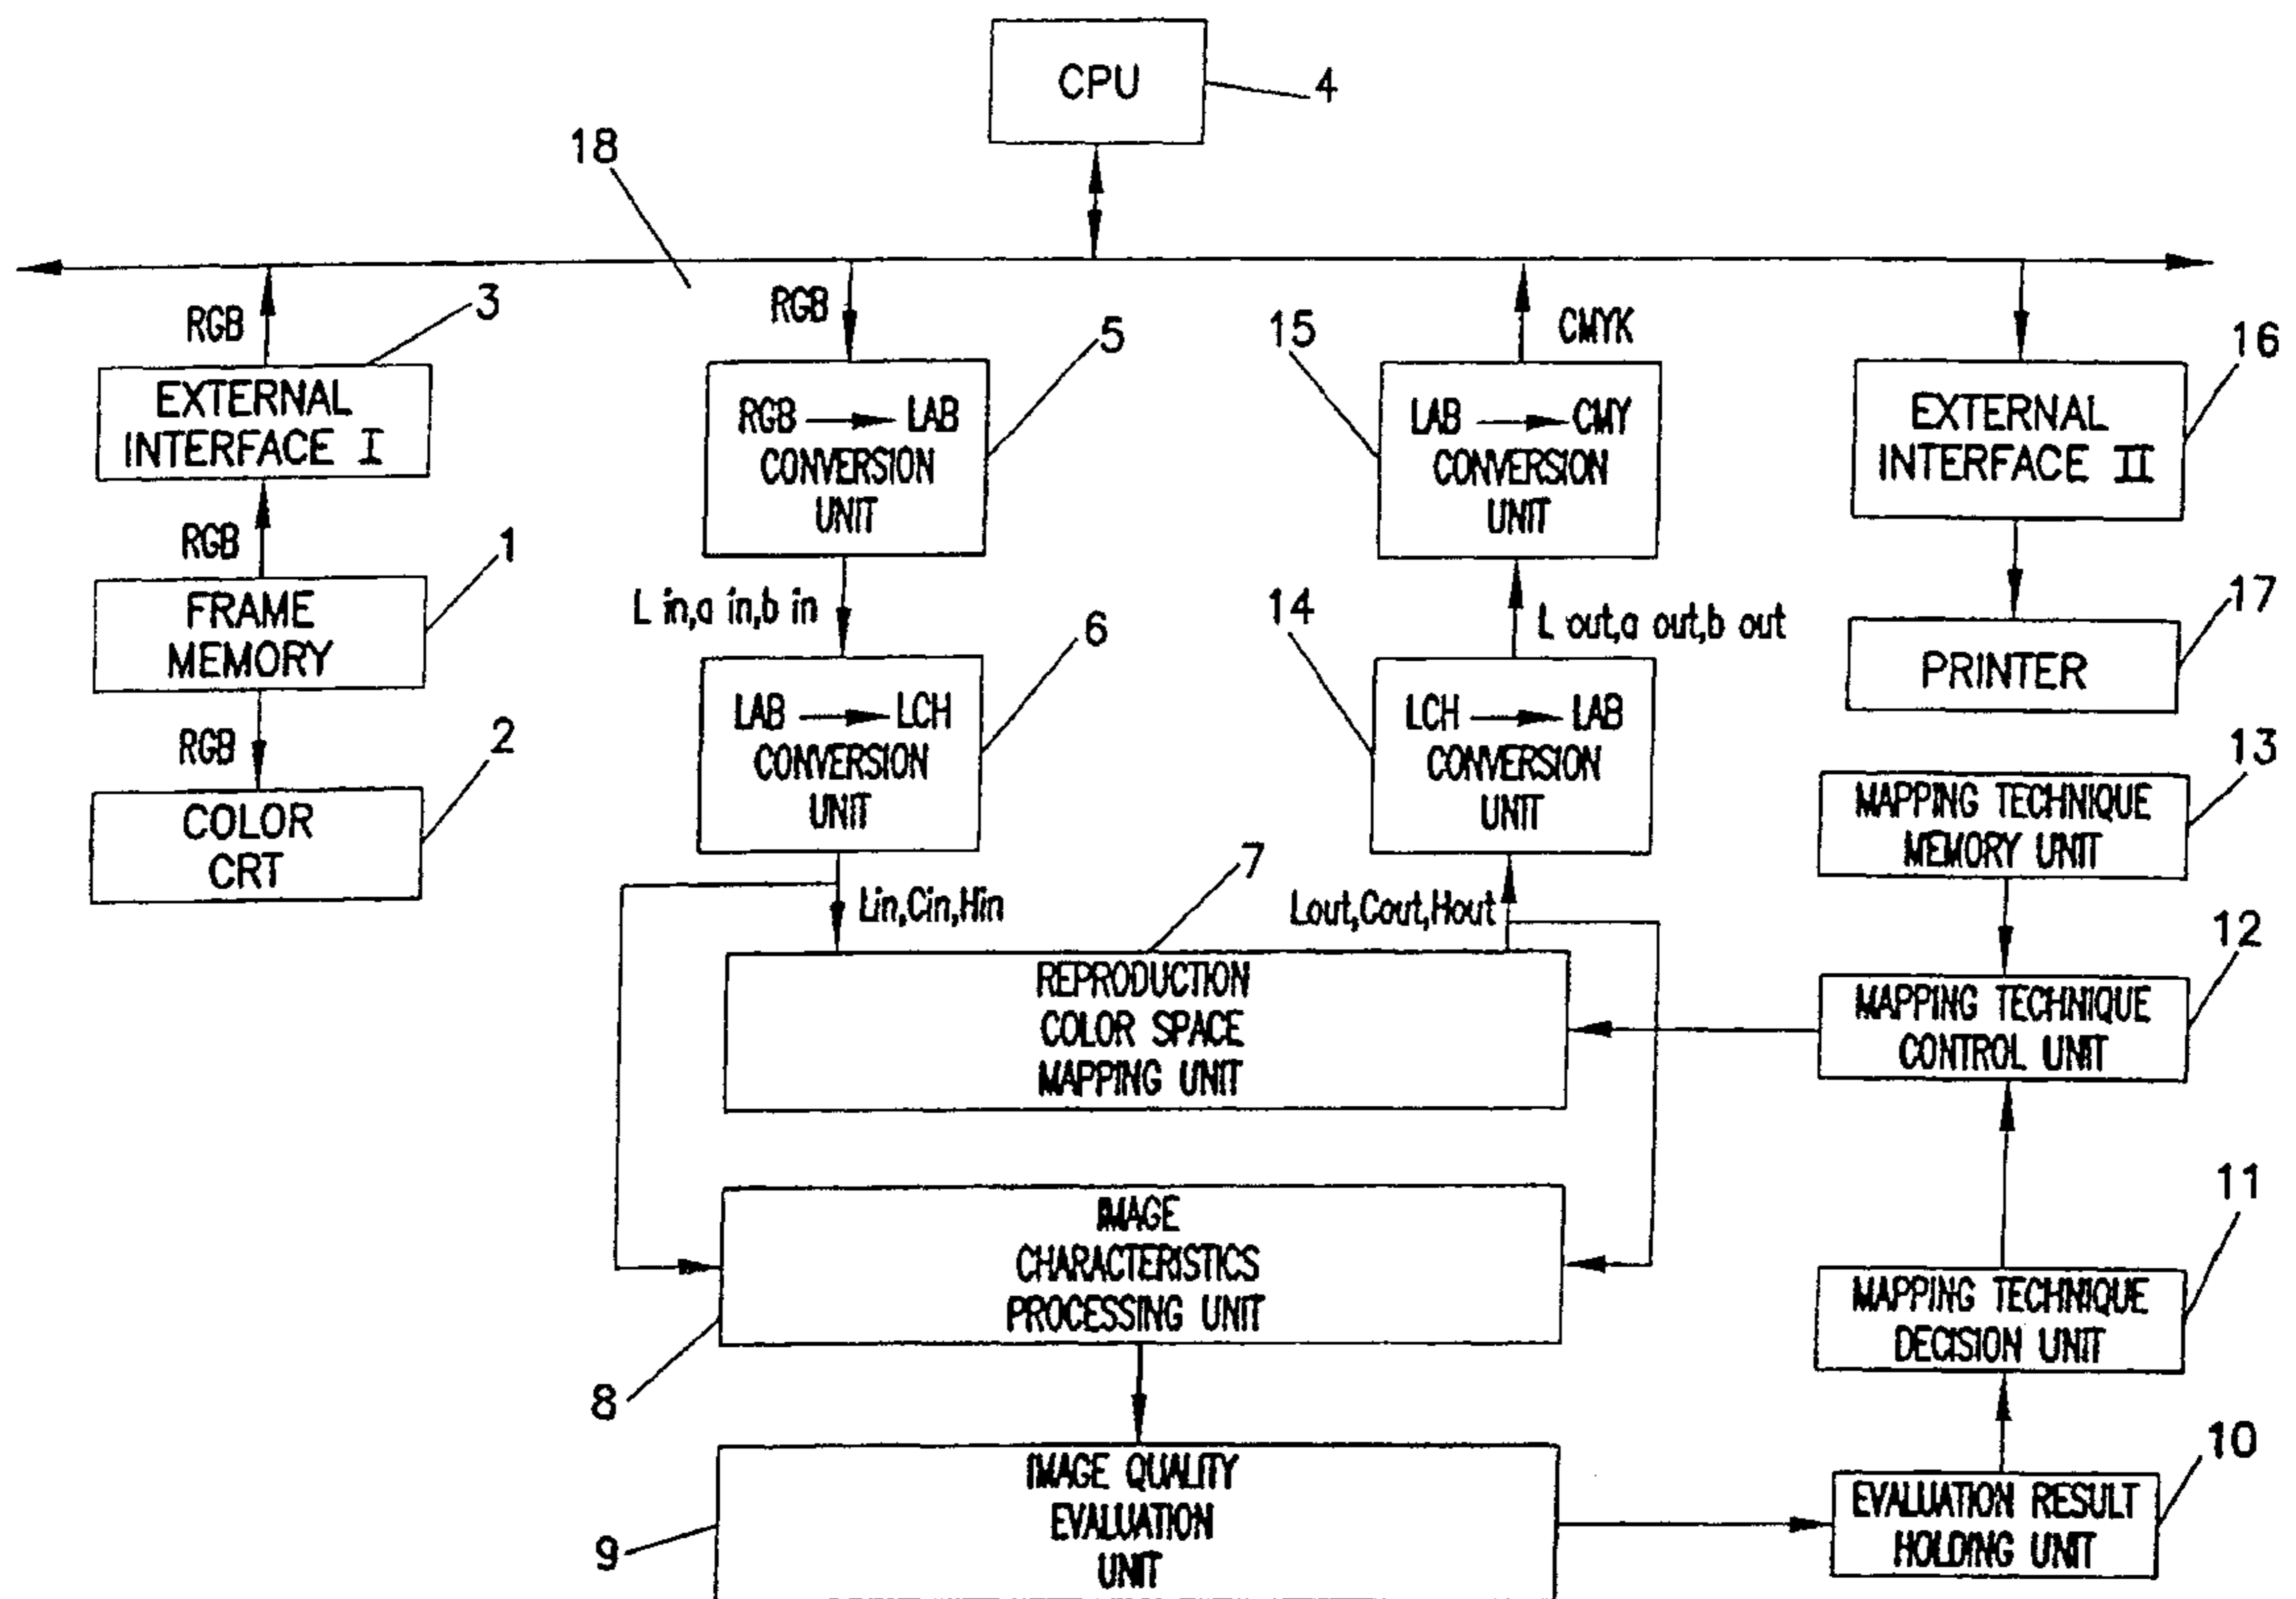 CPU
4
18
RGB
3
EXTERNAL
INTERFACE I
RGB
1
FRAME
MEMORY
RGB
2
COLOR
CRT
RGB
5
RGB → LAB
CONVERSION
UNIT
L in,a in,b in
6
LAB → LCH
CONVERSION
UNIT
Lin,Cin,Hin
7
REPRODUCTION
COLOR SPACE
MAPPING UNIT
IMAGE
CHARACTERISTICS
PROCESSING UNIT
8
IMAGE QUALITY
EVALUATION
UNIT
9
CMYK
15
LAB → CMY
CONVERSION
UNIT
L out,a out,b out
14
LCH → LAB
CONVERSION
UNIT
Lout,Cout,Hout
16
EXTERNAL
INTERFACE II
17
PRINTER
13
MAPPING TECHNIQUE
MEMORY UNIT
12
MAPPING TECHNIQUE
CONTROL UNIT
11
MAPPING TECHNIQUE
DECISION UNIT
10
EVALUATION RESULT
HOLDING UNIT